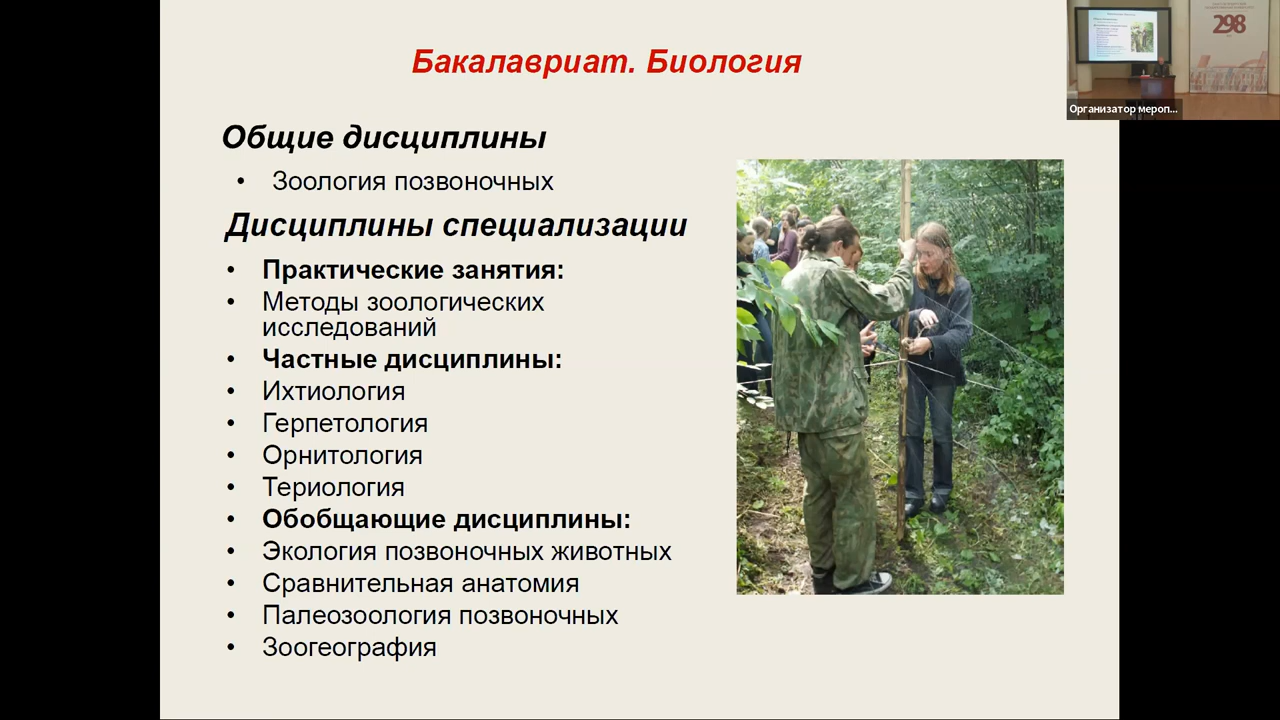 Бакалавриат. Биология
Общие дисциплины
• Зоология позвоночных
Дисциплины специализации
• Практические занятия:
• Методы зоологических
исследований
• Частные дисциплины:
• Ихтиология
• Герпетология
• Орнитология
• Териология
• Обобщающие дисциплины:
• Экология позвоночных животных
• Сравнительная анатомия
• Палеозоология позвоночных
• Зоогеография
298
Организатор мероп...